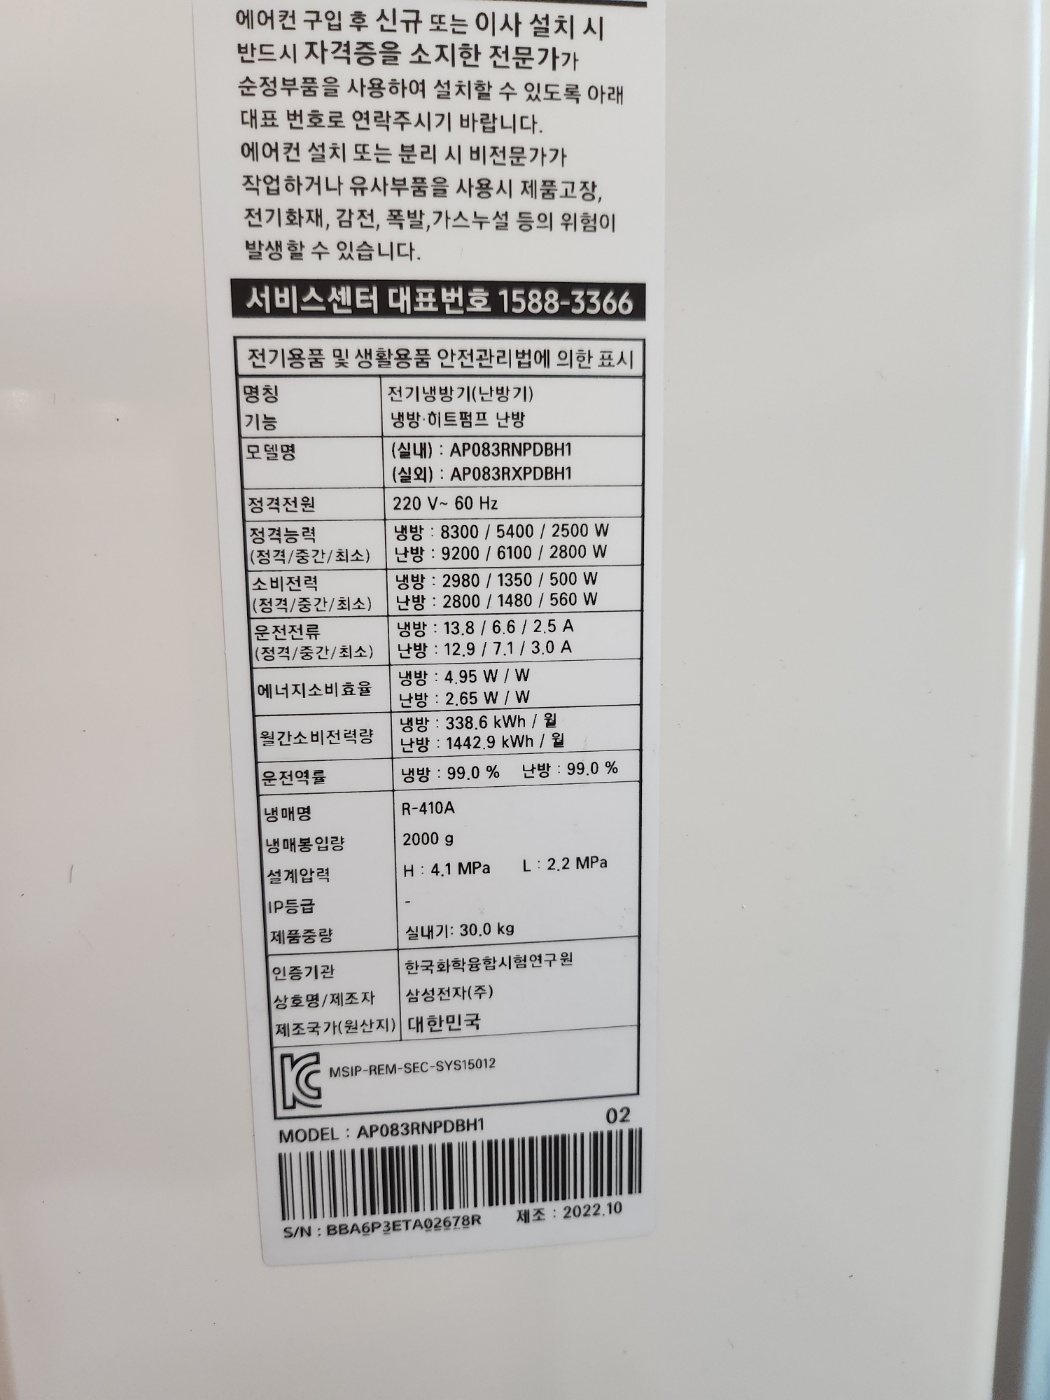 에어컨 구입 후 신규 또는 이사 설치 시
반드시 자격증을 소지한 전문가가
순정부품을 사용하여 설치할 수 있도록 아래
대표 번호로 연락주시기 바랍니다.
에어컨 설치 또는 분리 시 비전문가가
작업하거나 유사부품을 사용시 제품고장,
전기화재, 감전, 폭발,가스누설 등의 위험이
발생할 수 있습니다.
서비스센터 대표번호 1588-3366
전기용품 및 생활용품 안전관리법에 의한 표시
명칭 전기냉방기(난방기)
기능 냉방·히트펌프 난방
모델명 (실내) : AP083RNPDBH1
(실외) : AP083RXPDBH1
정격전원 220 V~ 60 Hz
정격능력 냉방 : 8300 / 5400 / 2500 W
(정격/중간/최소) 난방 : 9200 / 6100 / 2800 W
소비전력 냉방 : 2980 / 1350 / 500 W
(정격/중간/최소) 난방 : 2800 / 1480 / 560 W
운전전류 냉방 : 13.8 / 6.6 / 2.5 A
(정격/중간/최소) 난방 : 12.9 / 7.1 / 3.0 A
에너지소비효율 냉방 : 4.95 W / W
난방 : 2.65 W / W
월간소비전력량 냉방 : 338.6 kWh / 월
난방 : 1442.9 kWh / 월
운전역률 냉방 : 99.0 % 난방 : 99.0 %
냉매명 R-410A
냉매봉입량 2000 g
설계압력 H : 4.1 MPa L : 2.2 MPa
IP등급 -
제품중량 실내기: 30.0 kg
인증기관 한국화학융합시험연구원
상호명/제조자 삼성전자(주)
제조국가(원산지) 대한민국
MSIP-REM-SEC-SYS15012
MODEL : AP083RNPDBH1 02
S/N : BBA6P3ETA02678R 제조 : 2022.10